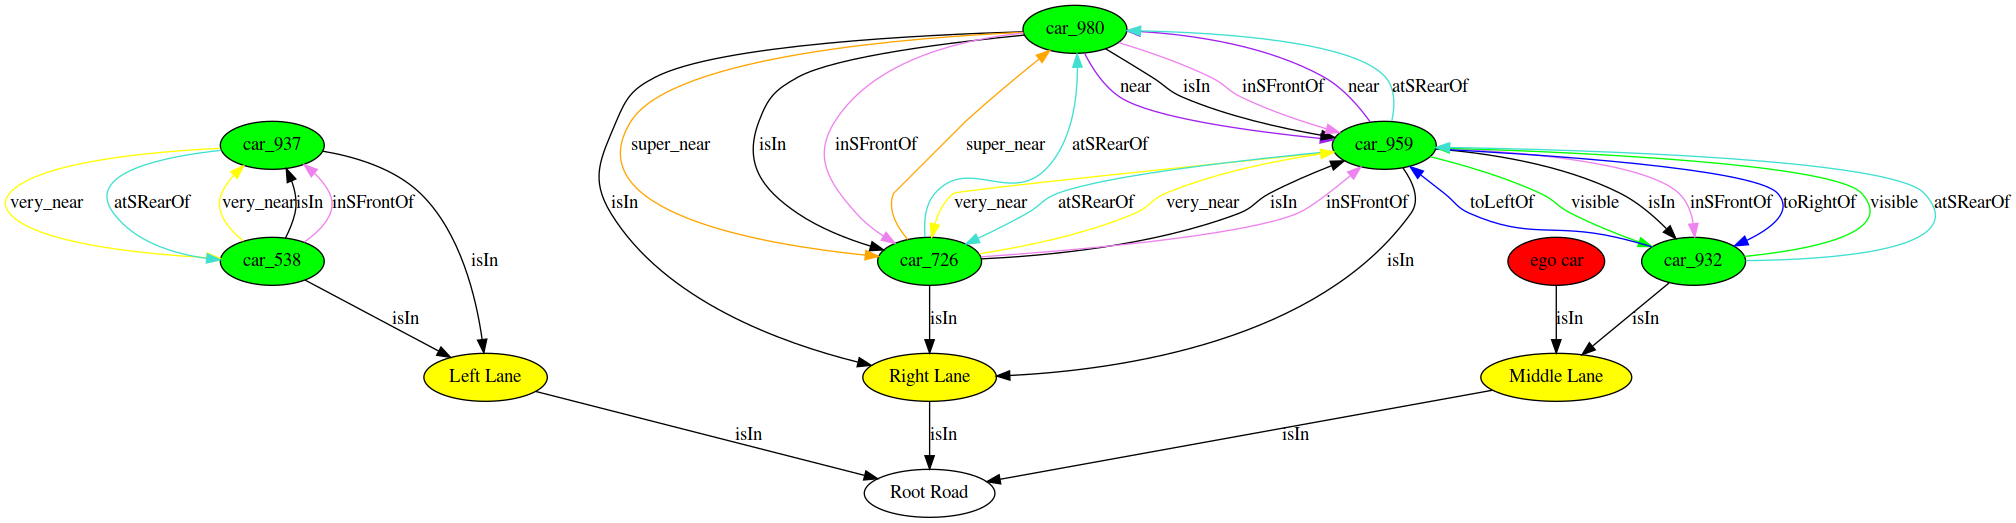 car_980
near
isIn
inSFrontOf
near
atSRearOf
car_937
super_near
isIn
inSFrontOf
super_near
atSRearOf
car_959
very_near
atSRearOf
very_near
isIn
inSFrontOf
isIn
very_near
atSRearOf
very_near
isIn
inSFrontOf
toLeftOf
visible
isIn
inSFrontOf
toRightOf
visible
atSRearOf
car_538
isIn
car_726
isIn
ego car
car_932
isIn
isIn
isIn
isIn
Left Lane
Right Lane
Middle Lane
isIn
isIn
isIn
Root Road